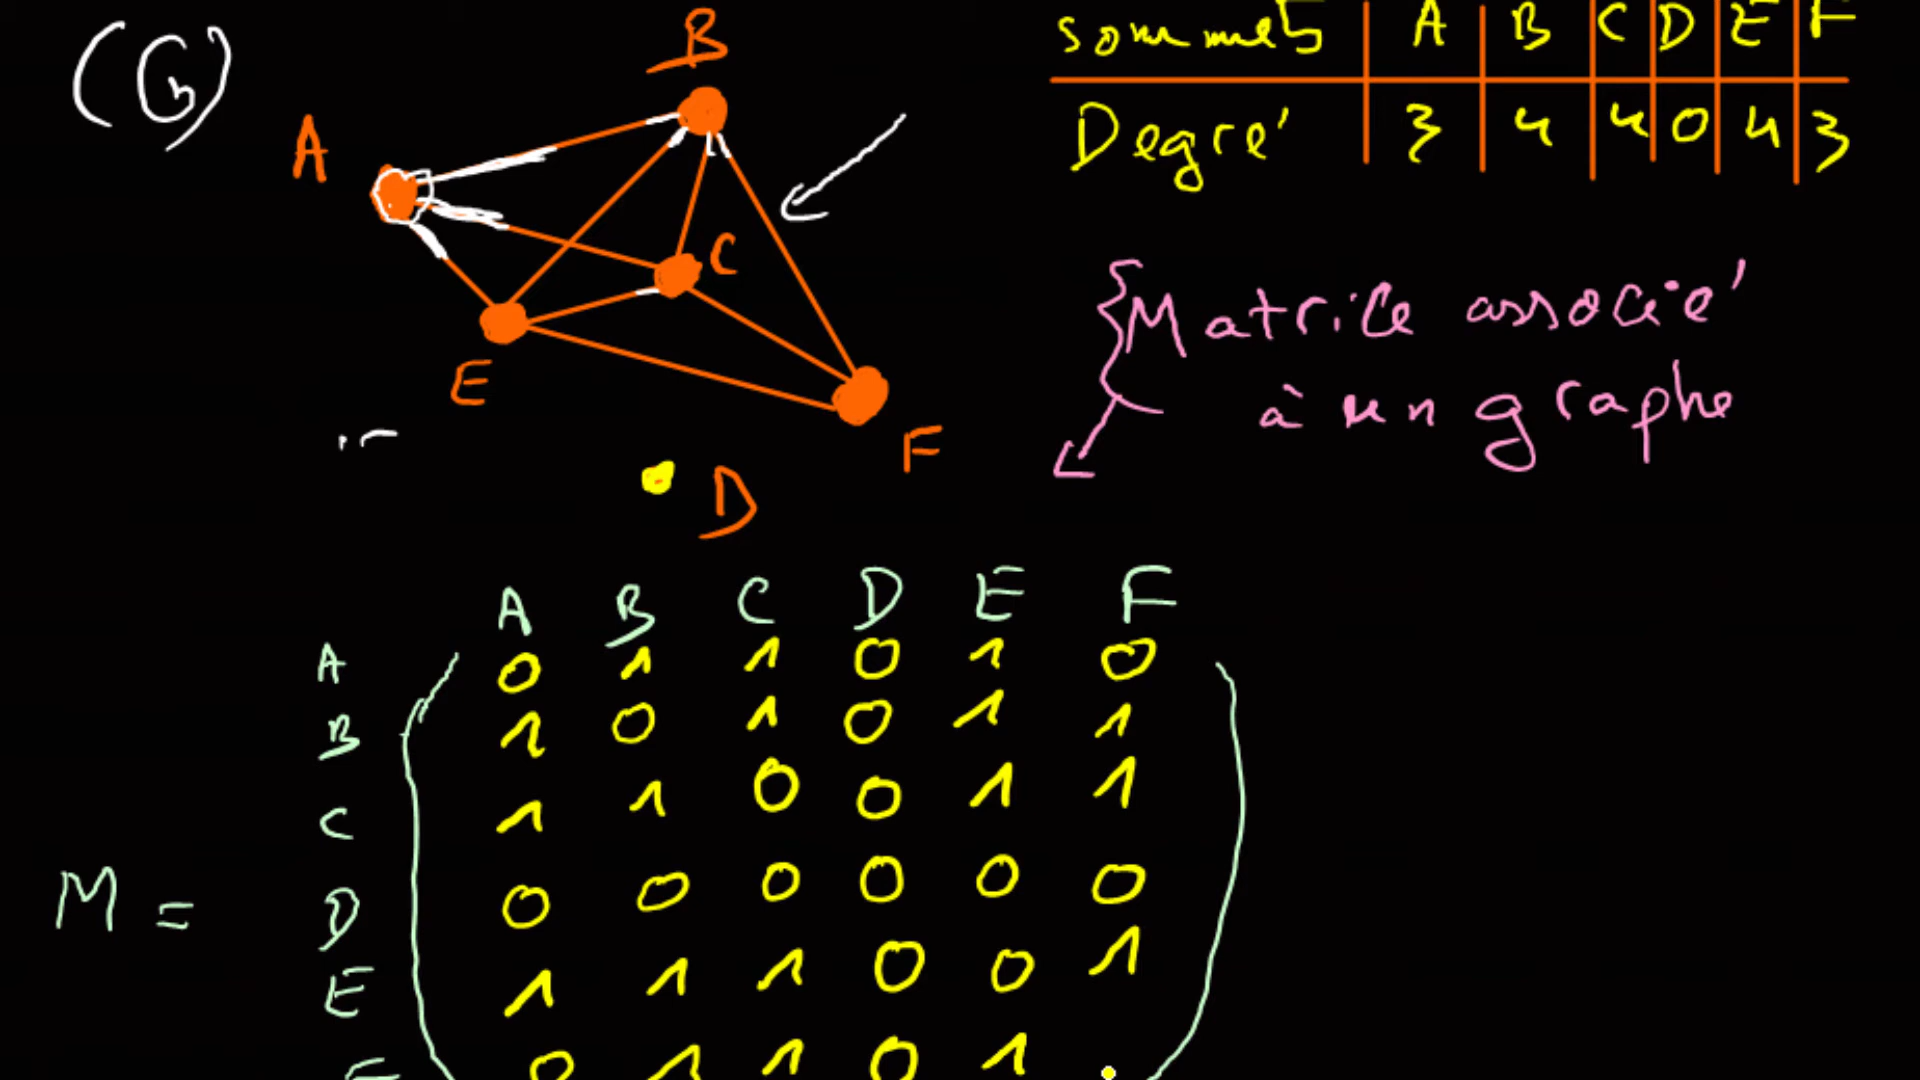 (G)
B
A
C
E
F
D
sommets A B C D E F
Degré 3 4 4 0 4 3
Matrice associé
à un graphe
A B C D E F
A 0 1 1 0 1 0
B 1 0 1 0 1 1
C 1 1 0 0 1 1
M = D 0 0 0 0 0 0
E 1 1 1 0 0 1
F 0 1 1 0 1